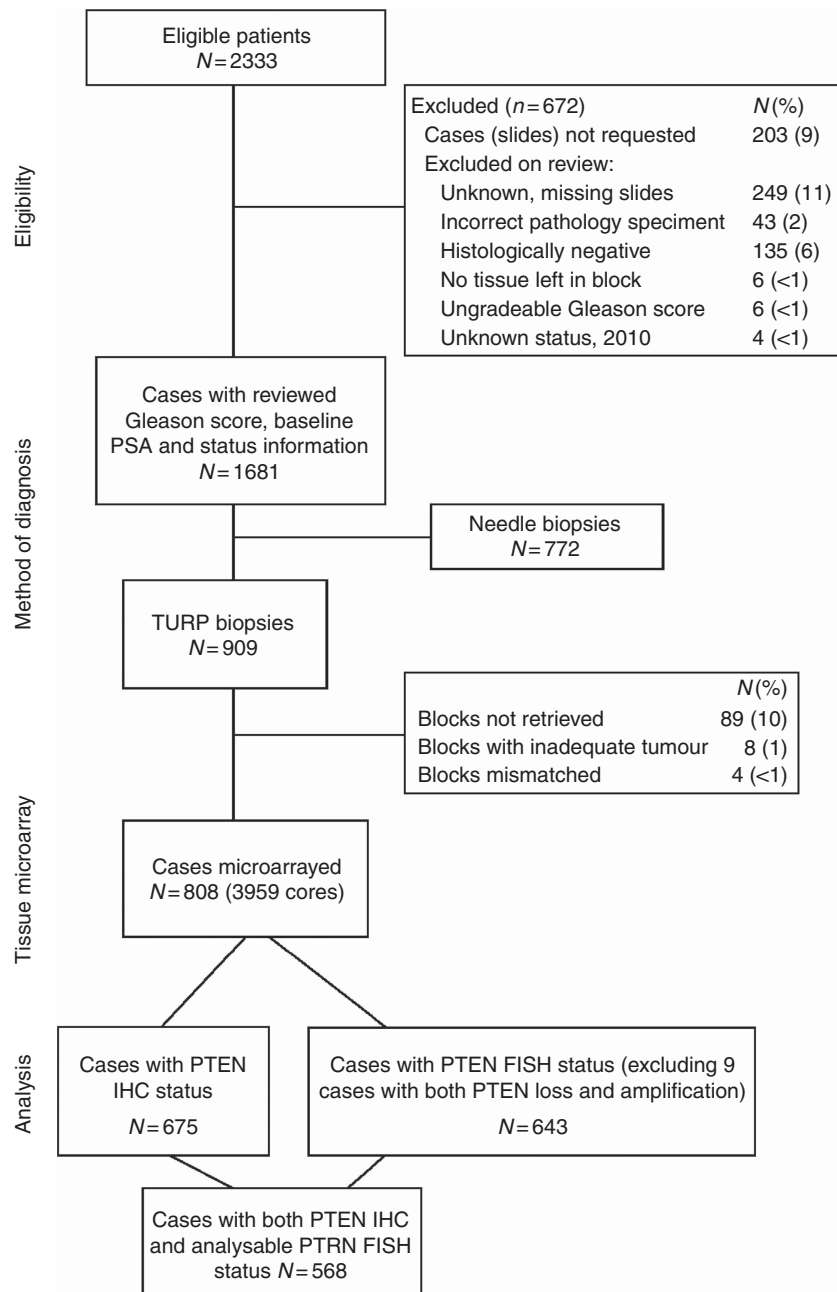 Eligible patients
N=2333
Excluded (n=672) N(%)
Cases (slides) not requested 203 (9)
Excluded on review:
Unknown, missing slides 249 (11)
Incorrect pathology speciment 43 (2)
Histologically negative 135 (6)
No tissue left in block 6 (<1)
Ungradeable Gleason score 6 (<1)
Unknown status, 2010 4 (<1)
Eligibility
Cases with reviewed
Gleason score, baseline
PSA and status information
N=1681
Needle biopsies
N=772
Method of diagnosis
TURP biopsies
N=909
N(%)
Blocks not retrieved 89 (10)
Blocks with inadequate tumour 8 (1)
Blocks mismatched 4 (<1)
Tissue microarray
Cases microarrayed
N=808 (3959 cores)
Analysis
Cases with PTEN
IHC status
N=675
Cases with PTEN FISH status (excluding 9
cases with both PTEN loss and amplification)
N=643
Cases with both PTEN IHC
and analysable PTRN FISH
status N=568